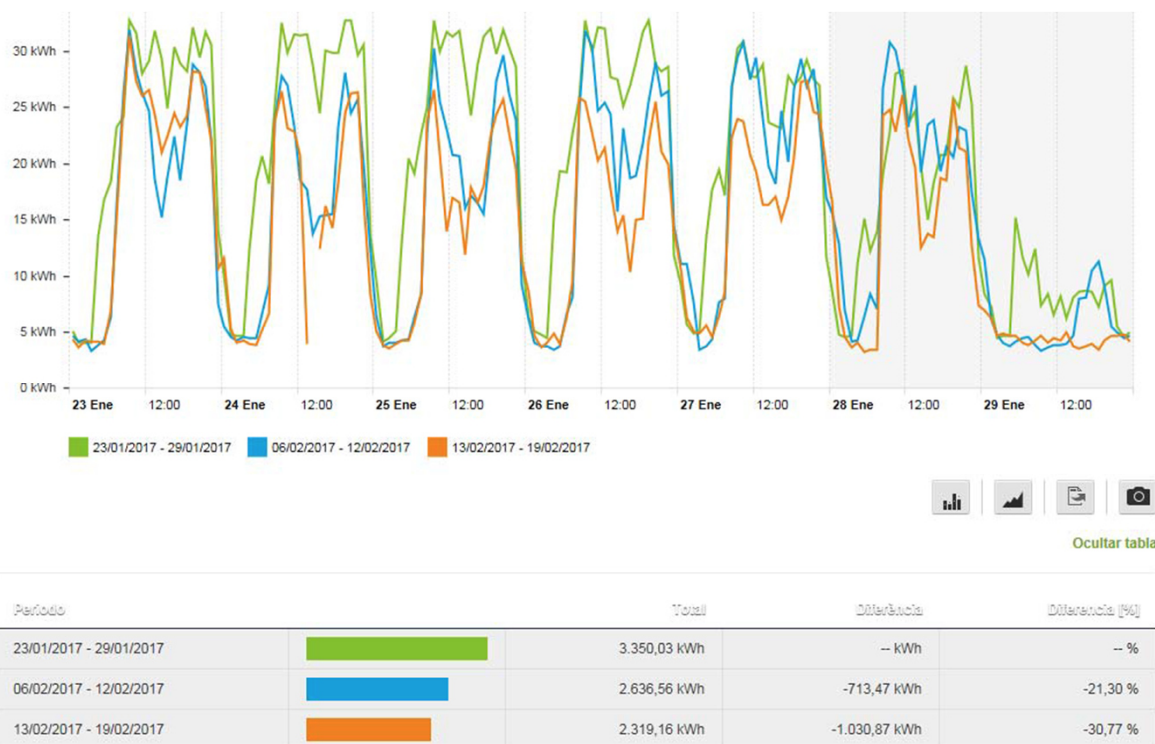 30 kWh
25 kWh
20 kWh
15 kWh
10 kWh
5 kWh
0 kWh
23 Ene 12:00 24 Ene 12:00 25 Ene 12:00 26 Ene 12:00 27 Ene 12:00 28 Ene 12:00 29 Ene 12:00
23/01/2017 - 29/01/2017 06/02/2017 - 12/02/2017 13/02/2017 - 19/02/2017
Ocultar tabla
Período Total Diferència Diferencia [%]
23/01/2017 - 29/01/2017 3.350,03 kWh -- kWh -- %
06/02/2017 - 12/02/2017 2.636,56 kWh -713,47 kWh -21,30 %
13/02/2017 - 19/02/2017 2.319,16 kWh -1.030,87 kWh -30,77 %